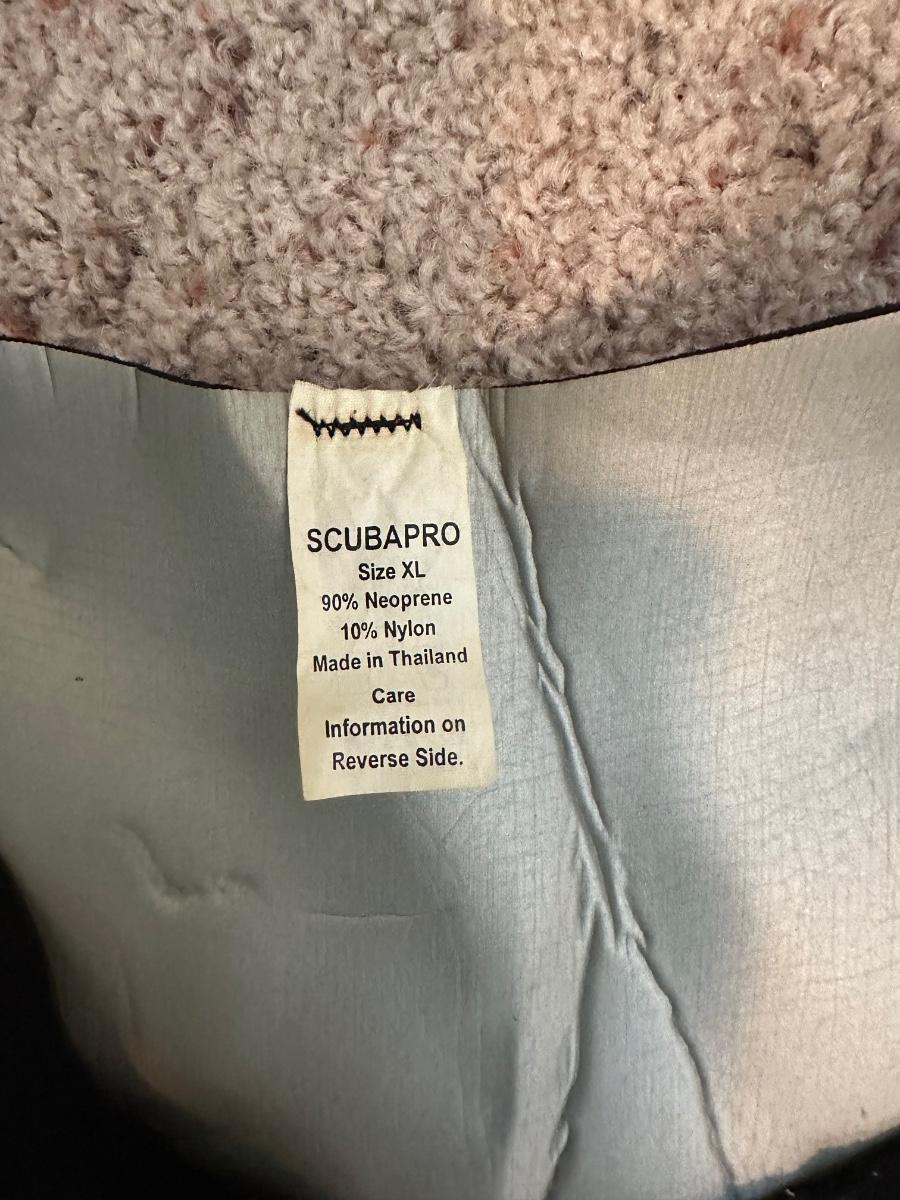 SCUBAPRO
Size XL
90% Neoprene
10% Nylon
Made in Thailand
Care
Information on
Reverse Side.